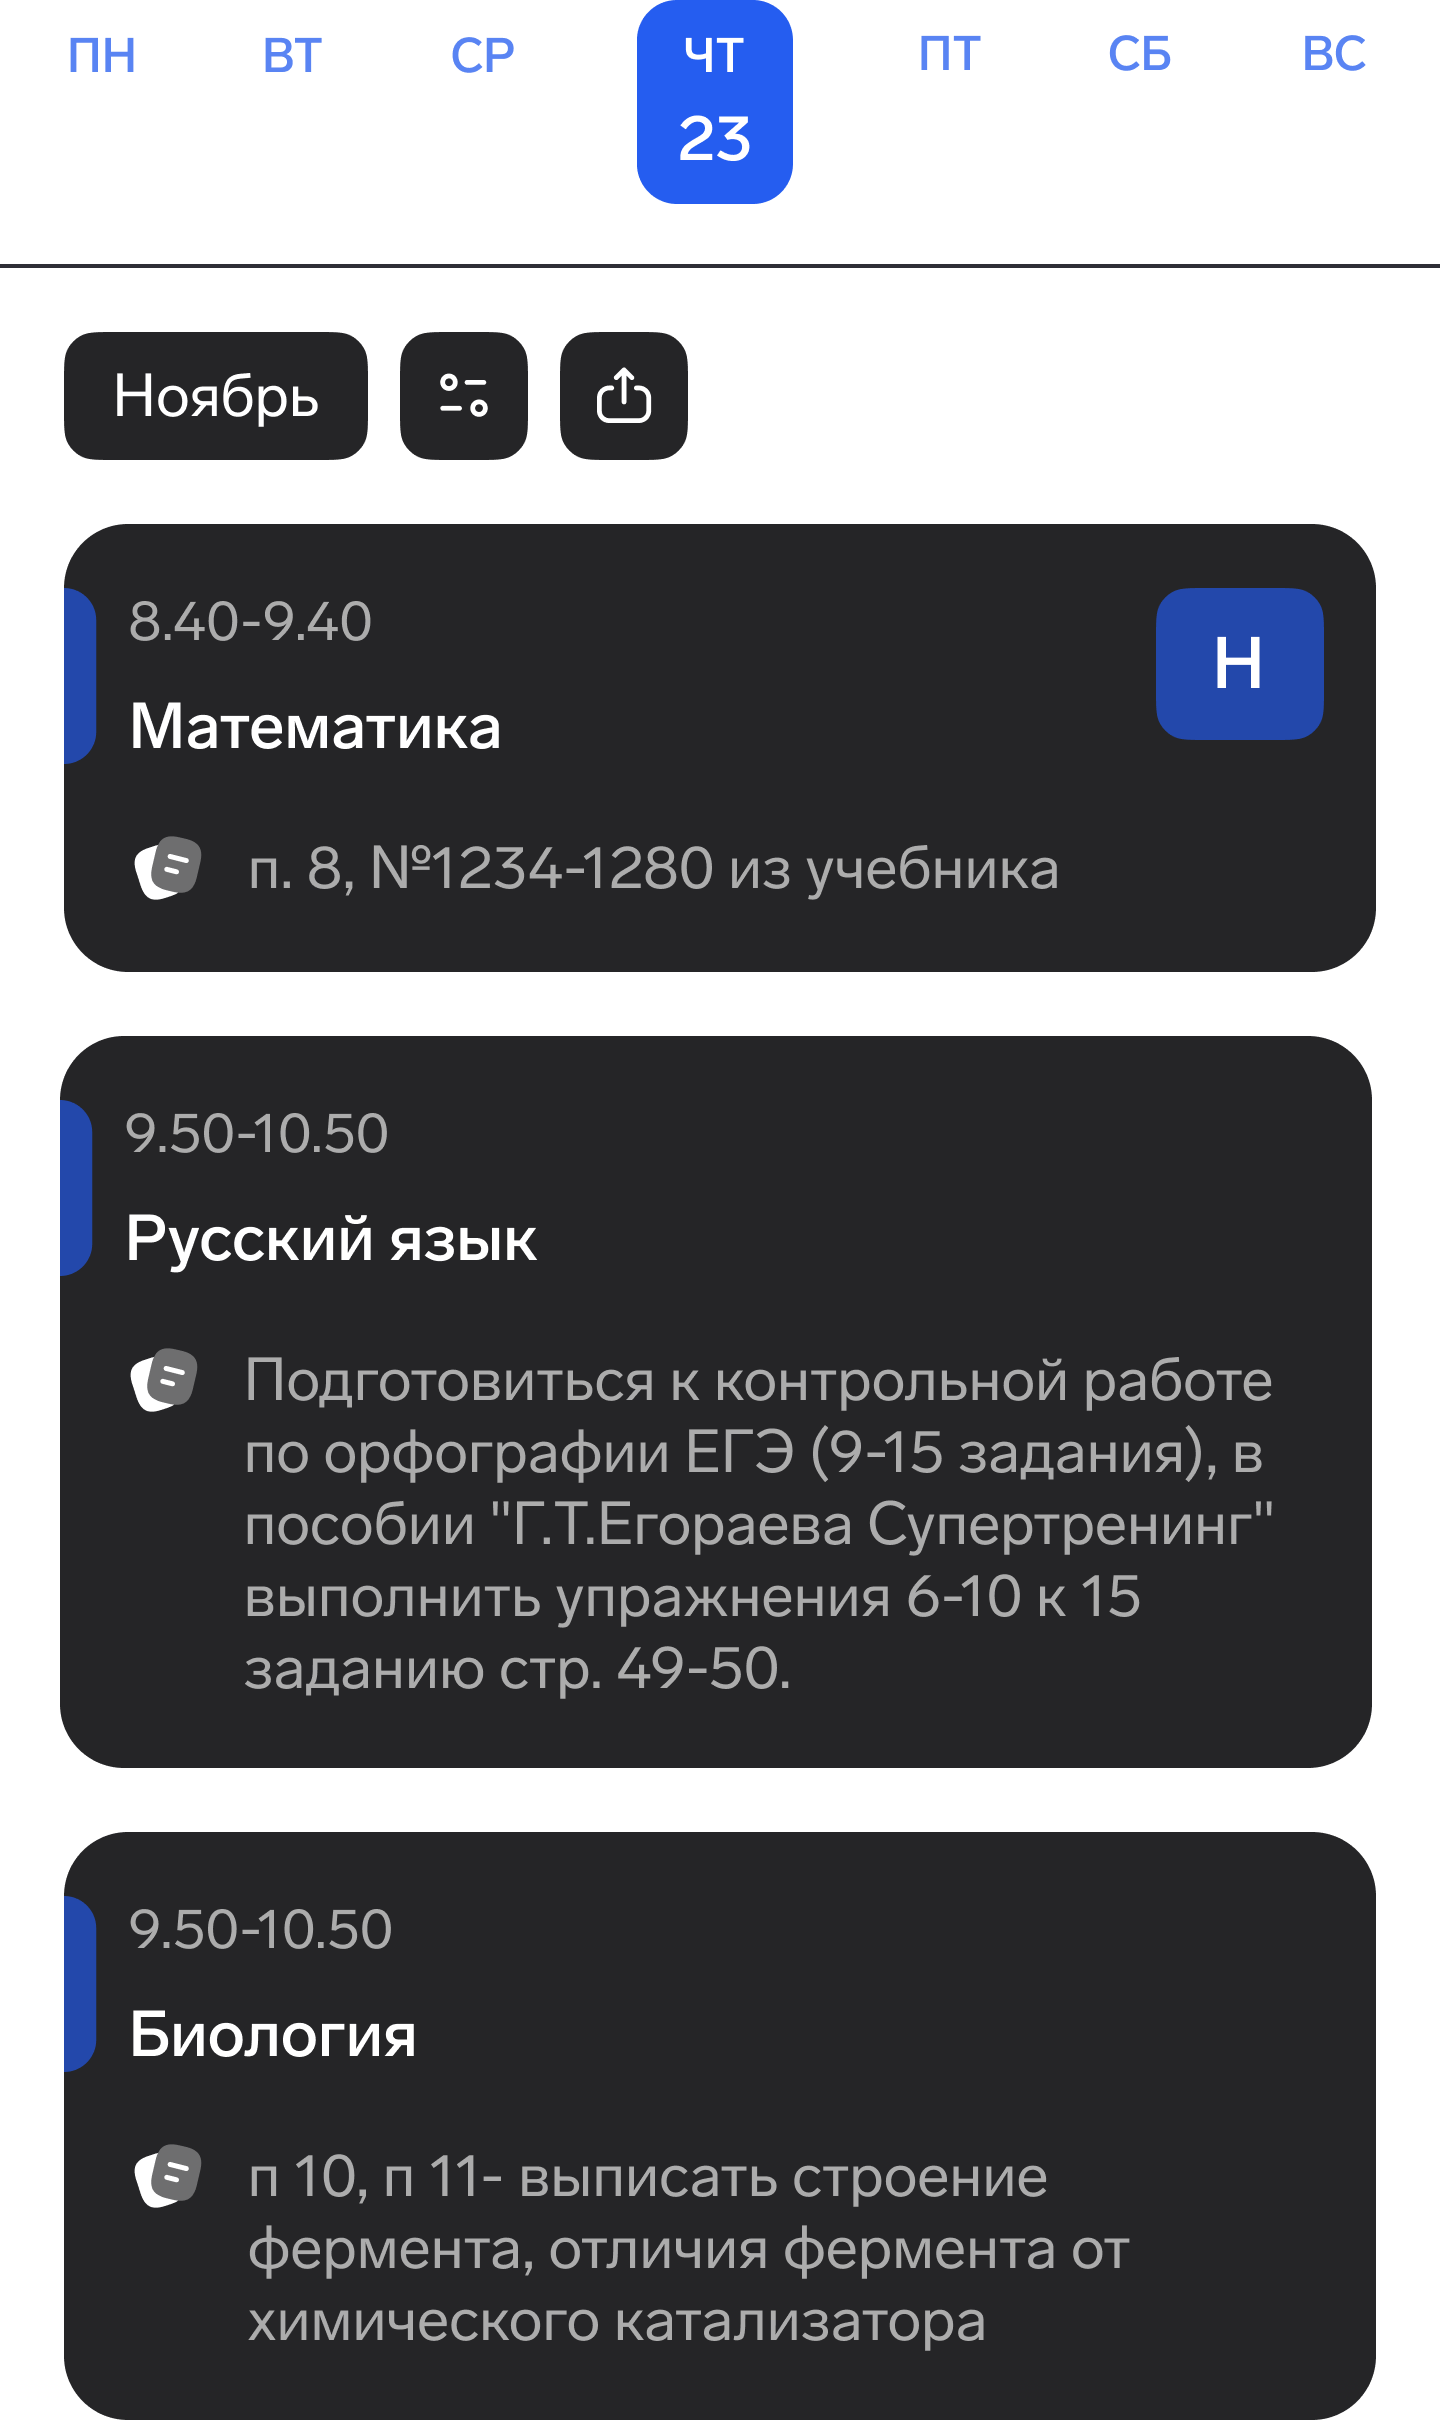 ПН ВТ СР ЧТ ПТ СБ ВС
23
Ноябрь
8.40-9.40
Н
Математика
п. 8, №1234-1280 из учебника
9.50-10.50
Русский язык
Подготовиться к контрольной работе
по орфографии ЕГЭ (9-15 задания), в
пособии "Г.Т.Егораева Супертренинг"
выполнить упражнения 6-10 к 15
заданию стр. 49-50.
9.50-10.50
Биология
п 10, п 11- выписать строение
фермента, отличия фермента от
химического катализатора